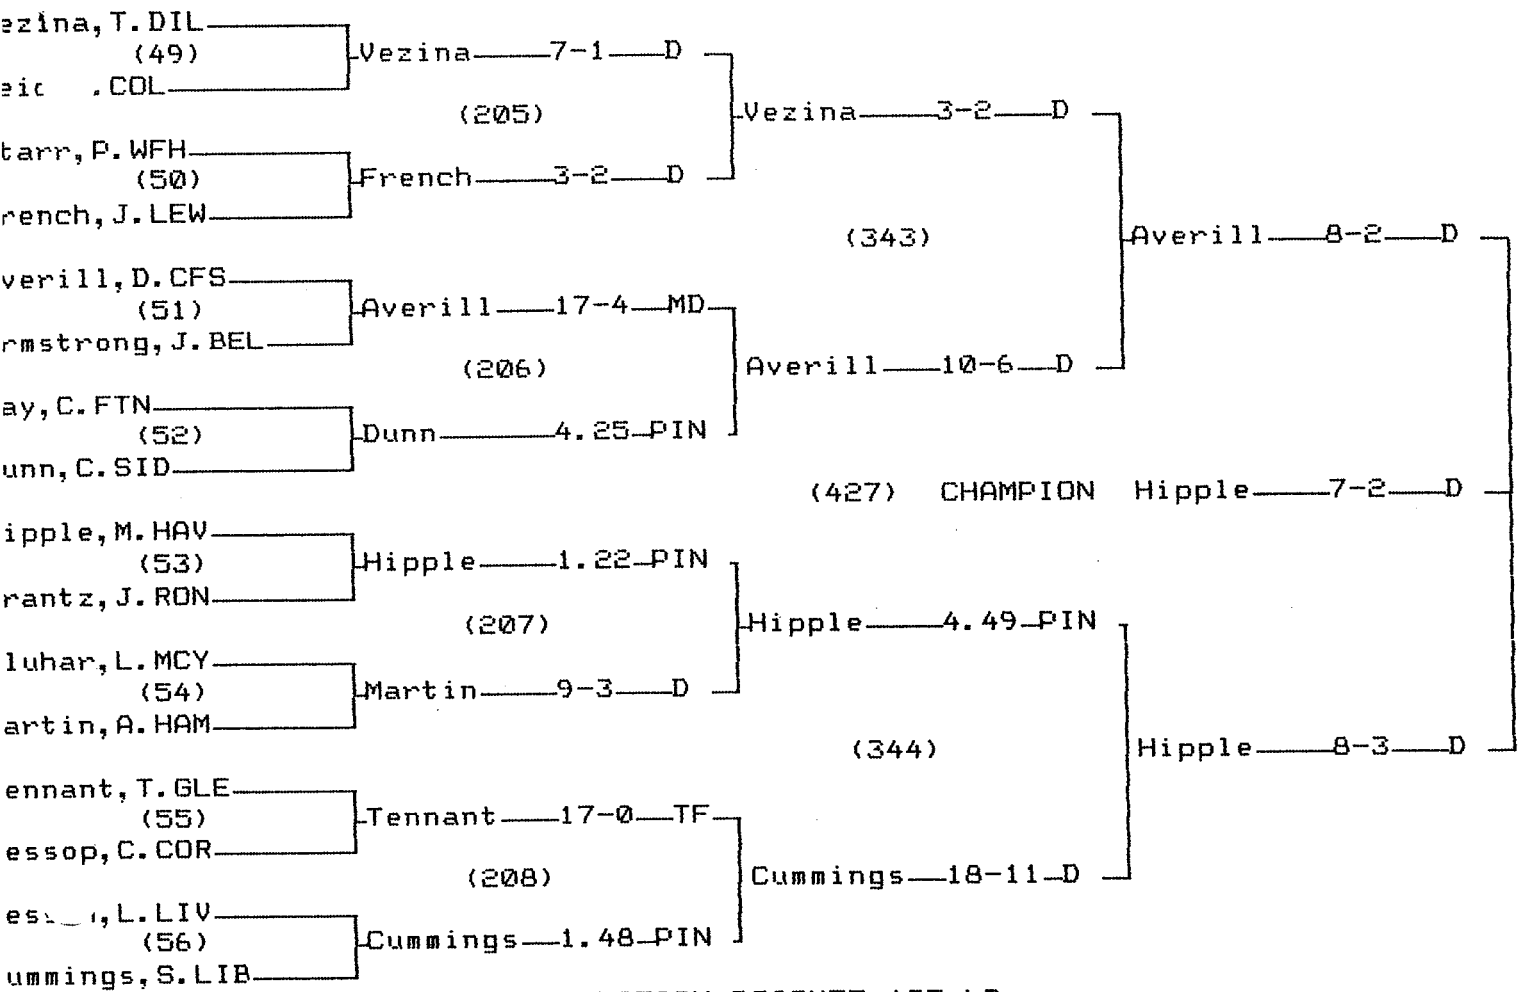 ezina,T.DIL
(49) Vezina 7-1 D
.COL
(205) Vezina 3-2 D
tarr,P.WFH
(50) French 3-2 D
rench,J.LEW
(343) Averill 8-2 D
verill,D.CFS
(51) Averill 17-4 MD
rmstrong,J.BEL
(206) Averill 10-6 D
ay,C.FTN
(52) Dunn 4.25 PIN
unn,C.SID
(427) CHAMPION Hipple 7-2 D
ipple,M.HAV
(53) Hipple 1.22 PIN
rantz,J.RON
(207) Hipple 4.49 PIN
luhar,L.MCY
(54) Martin 9-3 D
artin,A.HAM
(344) Hipple 8-3 D
ennant,T.GLE
(55) Tennant 17-0 TF
essop,C.COR
(208) Cummings 18-11 D
L.LIV
(56) Cummings 1.48 PIN
ummings,S.LIB